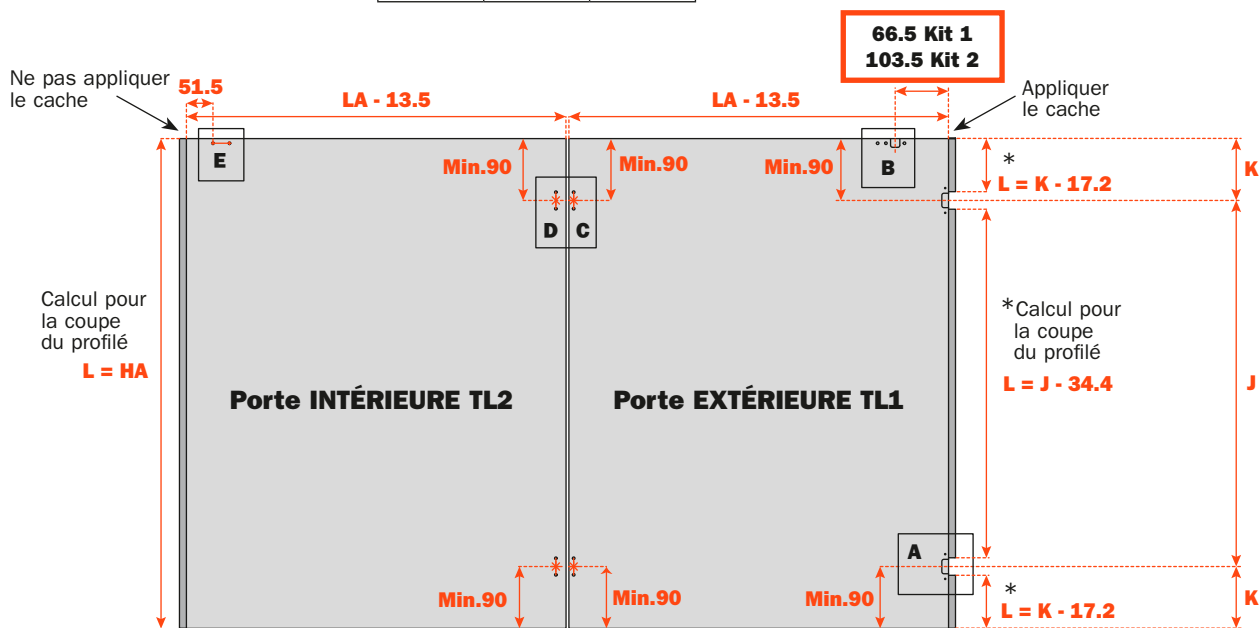 66.5 Kit 1
103.5 Kit 2
Ne pas appliquer
le cache
51.5
LA - 13.5
LA - 13.5
Appliquer
le cache
E
Min.90
Min.90
Min.90
B
*
L = K - 17.2
K
D
C
Calcul pour
la coupe
du profilé
L = HA
*Calcul pour
la coupe
du profilé
L = J - 34.4
J
Porte INTÉRIEURE TL2
Porte EXTÉRIEURE TL1
A
Min.90
Min.90
Min.90
*
L = K - 17.2
K